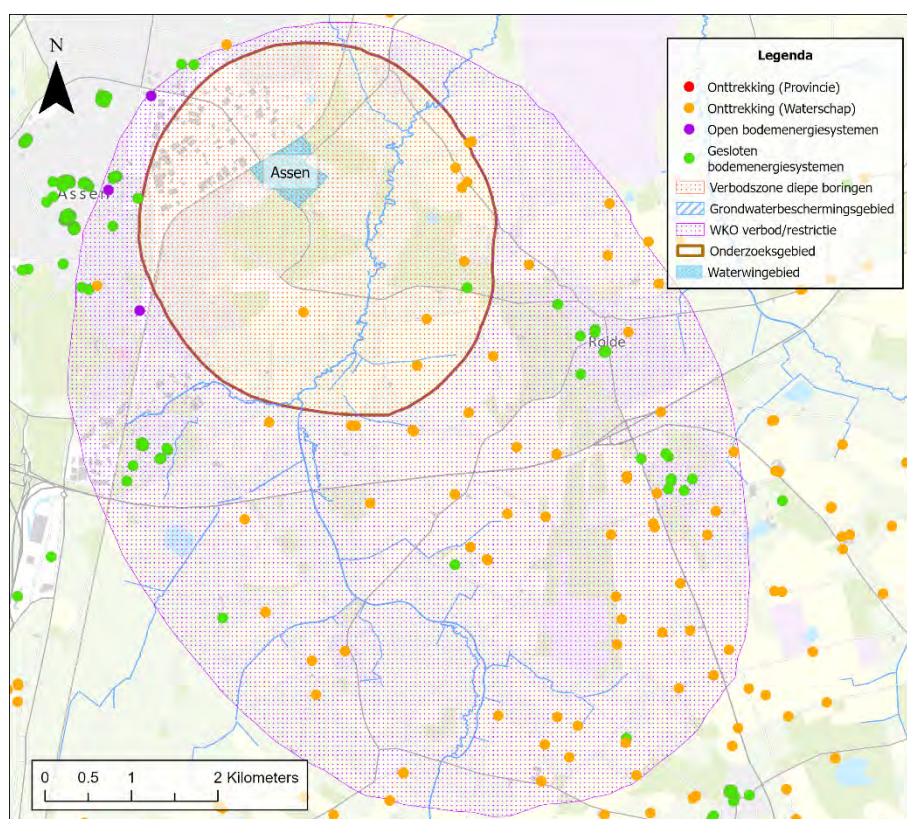 N
Legenda
Onttrekking (Provincie)
Onttrekking (Waterschap)
Open bodemenergiesystemen
Gesloten
bodemenergiesystemen
Verbodszone diepe boringen
Grondwaterbeschermingsgebied
WKO verbod/restrictie
Onderzoeksgebied
Waterwingebied
Assen
Assen
Rolde
0 0.5 1 2 Kilometers